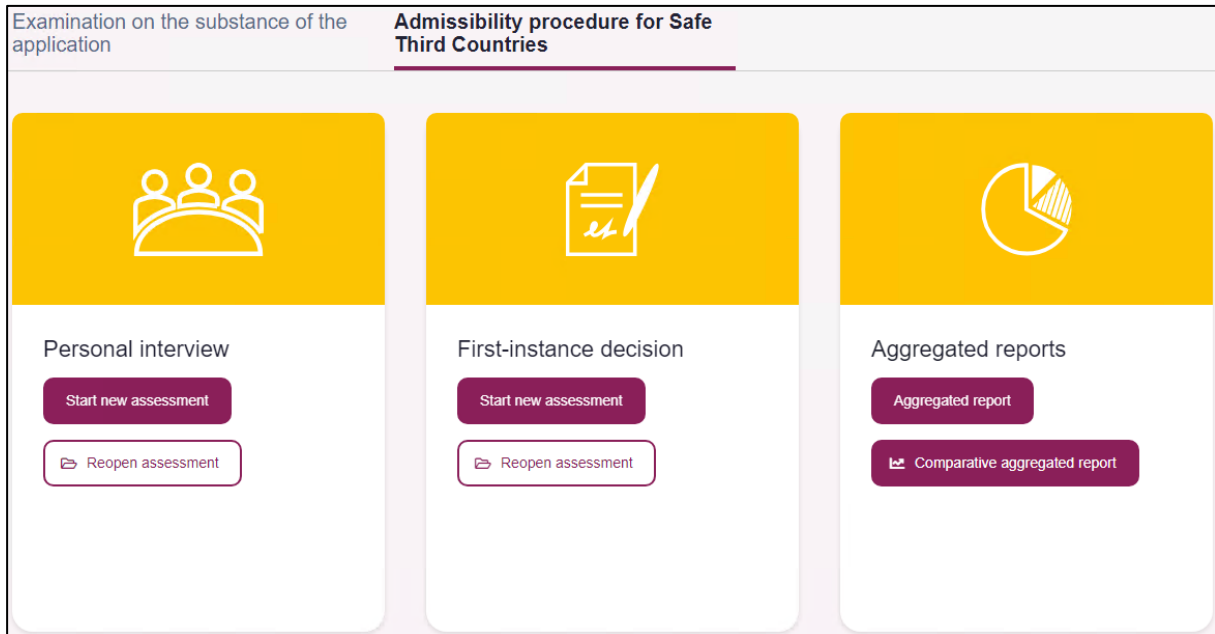 Examination on the substance of the
application
Admissibility procedure for Safe
Third Countries
Personal interview
Start new assessment
Reopen assessment
First-instance decision
Start new assessment
Reopen assessment
Aggregated reports
Aggregated report
Comparative aggregated report